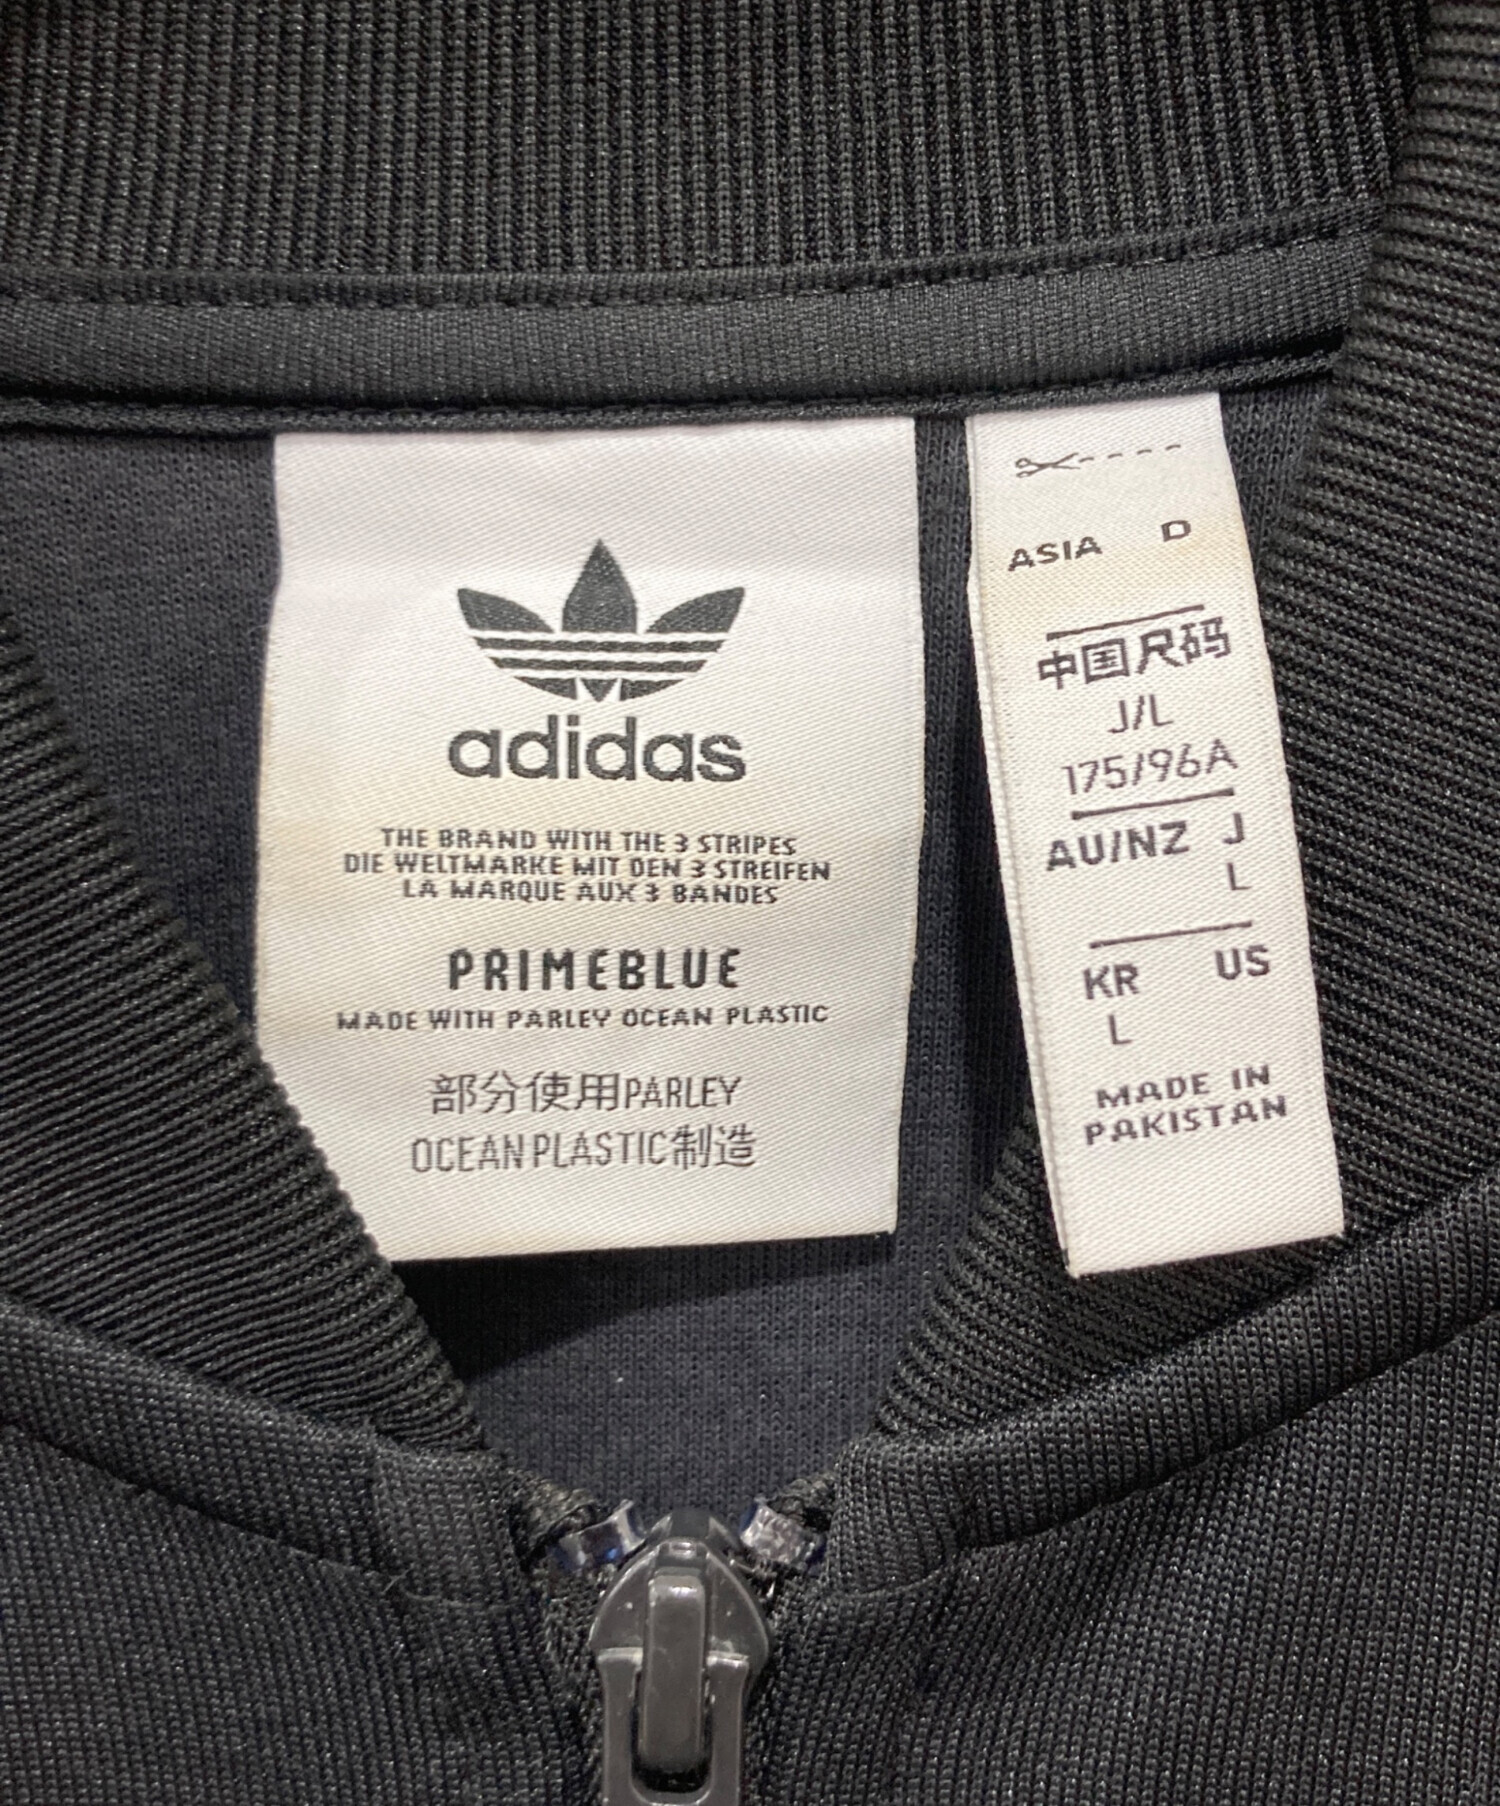 adidas
THE BRAND WITH THE 3 STRIPES
DIE WELTMARKE MIT DEN 3 STREIFEN
LA MARQUE AUX 3 BANDES
PRIMEBLUE
MADE WITH PARLEY OCEAN PLASTIC
部分使用PARLEY
OCEAN PLASTIC制造
ASIA D
中国尺码
J/L
175/96A
AU/NZ J
L
KR US
L
MADE IN
PAKISTAN